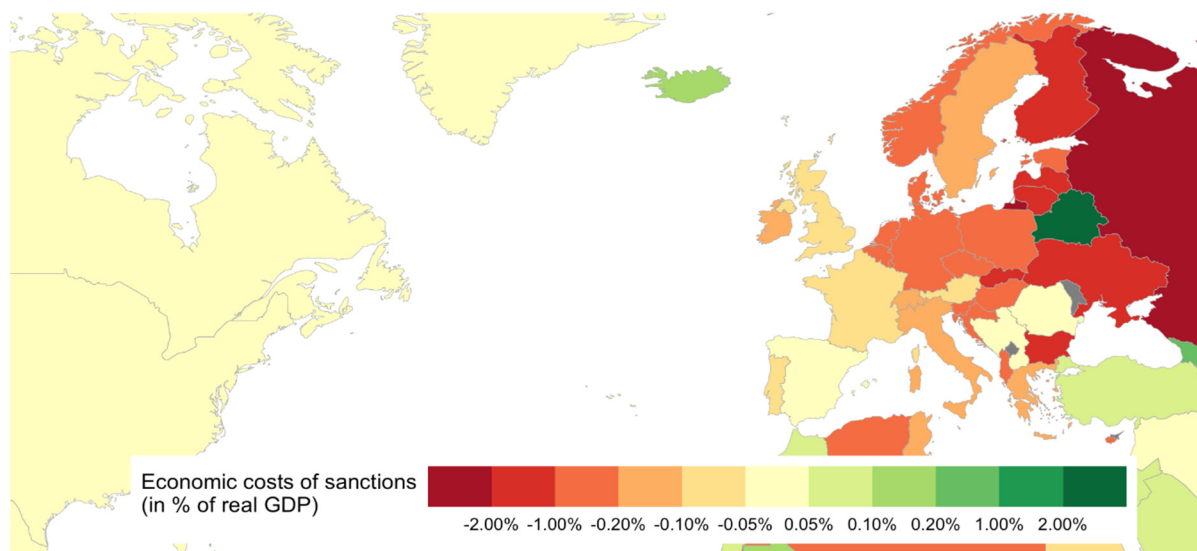 Economic costs of sanctions
(in % of real GDP)
-2.00% -1.00% -0.20% -0.10% -0.05% 0.05% 0.10% 0.20% 1.00% 2.00%